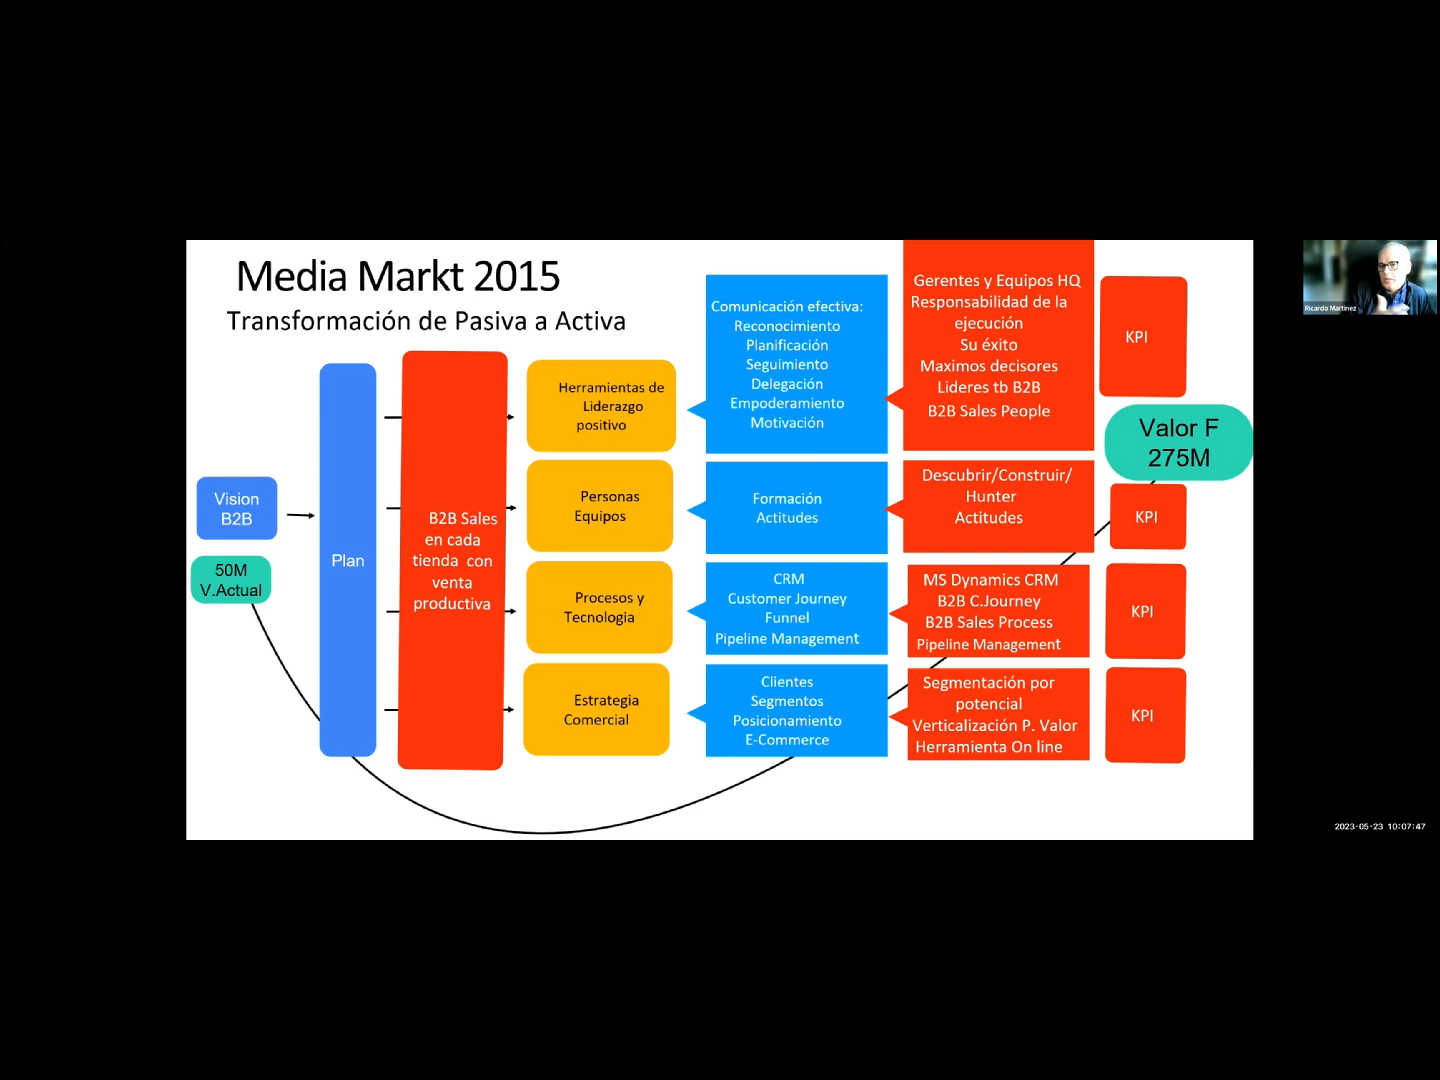 Media Markt 2015
Transformación de Pasiva a Activa
Vision
B2B
50M
V.Actual
Plan
B2B Sales
en cada
tienda con
venta
productiva
Herramientas de
Liderazgo
positivo
Personas
Equipos
Procesos y
Tecnologia
Estrategia
Comercial
Comunicación efectiva:
Reconocimiento
Planificación
Seguimiento
Delegación
Empoderamiento
Motivación
Formación
Actitudes
CRM
Customer Journey
Funnel
Pipeline Management
Clientes
Segmentos
Posicionamiento
E-Commerce
Gerentes y Equipos HQ
Responsabilidad de la
ejecución
Su éxito
Maximos decisores
Lideres tb B2B
B2B Sales People
Descubrir/Construir/
Hunter
Actitudes
MS Dynamics CRM
B2B C.Journey
B2B Sales Process
Pipeline Management
Segmentación por
potencial
Verticalización P. Valor
Herramienta On line
KPI
Valor F
275M
KPI
KPI
KPI
Ricardo Martinez
2023-05-23 10:07:47